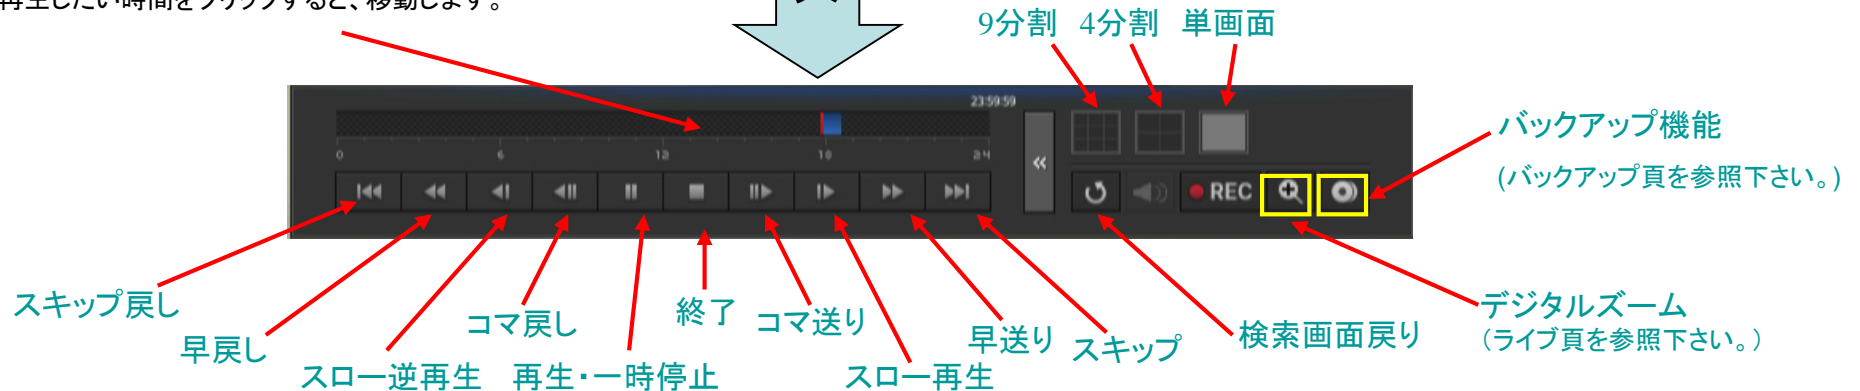 再生したい時間をクリックすると、移動します。
9分割 4分割 単画面
23:59:59
0 6 12 18 24
REC
バックアップ機能
(バックアップ頁を参照下さい。)
スキップ戻し
早戻し
スロー逆再生
コマ戻し
再生・一時停止
終了
コマ送り
スロー再生
早送り
スキップ
検索画面戻り
デジタルズーム
(ライブ頁を参照下さい。)